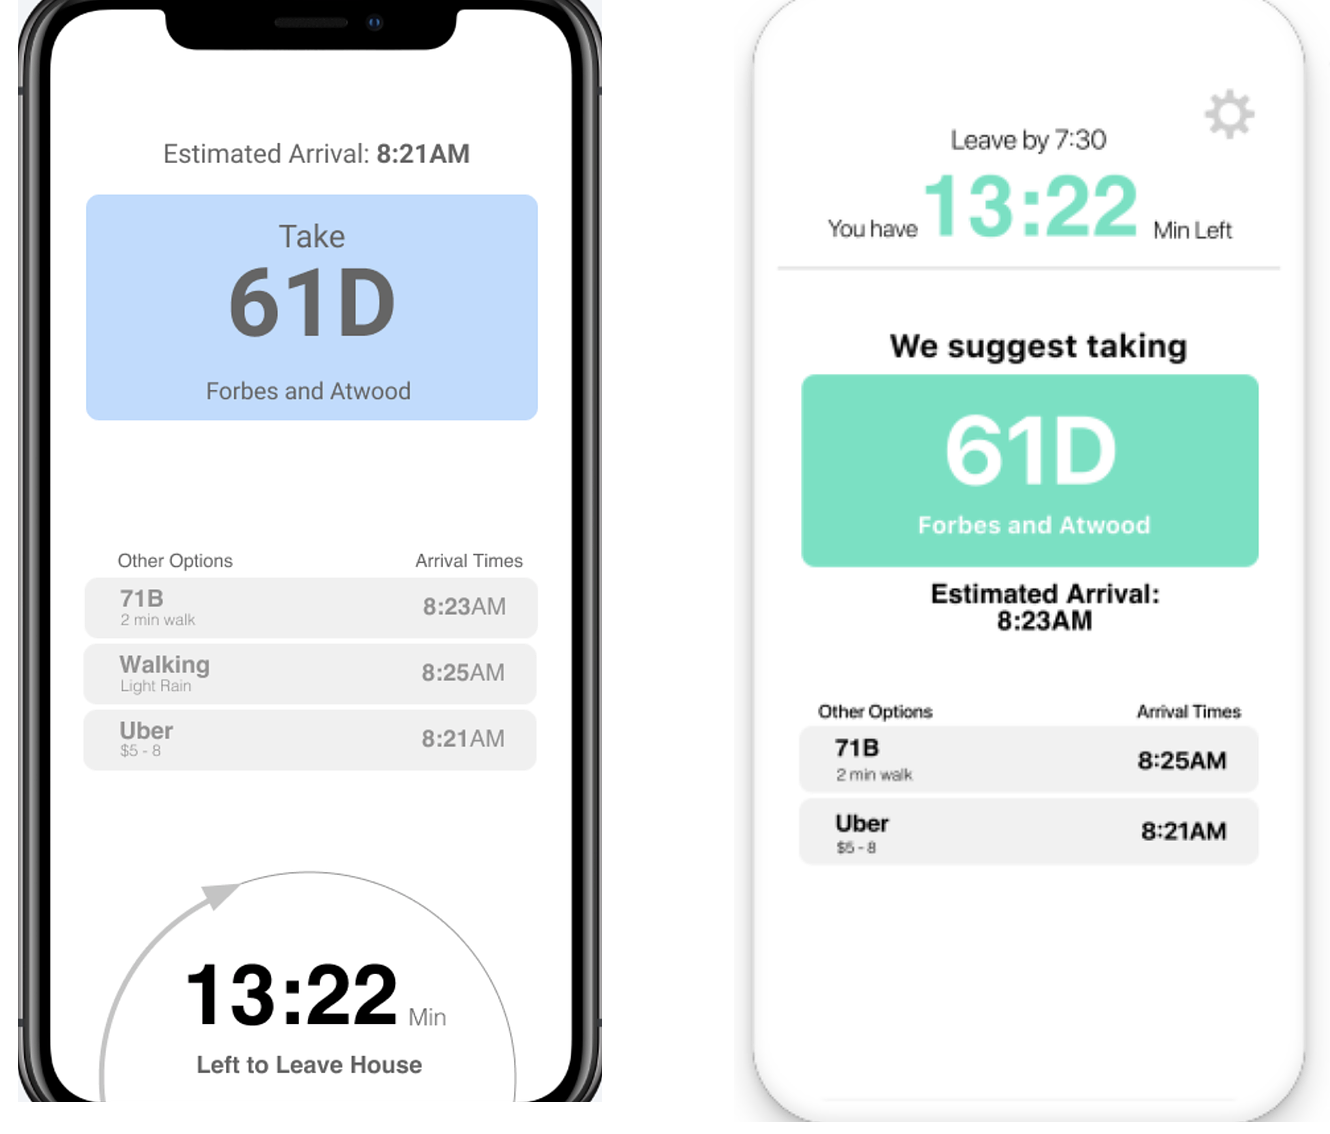 Estimated Arrival: 8:21AM
Take
61D
Forbes and Atwood
Other Options Arrival Times
71B
2 min walk
8:23AM
Walking
Light Rain
8:25AM
Uber
$5 - 8
8:21AM
13:22 Min
Left to Leave House
Leave by 7:30
You have 13:22 Min Left
We suggest taking
61D
Forbes and Atwood
Estimated Arrival:
8:23AM
Other Options Arrival Times
71B
2 min walk
8:25AM
Uber
$5 - 8
8:21AM